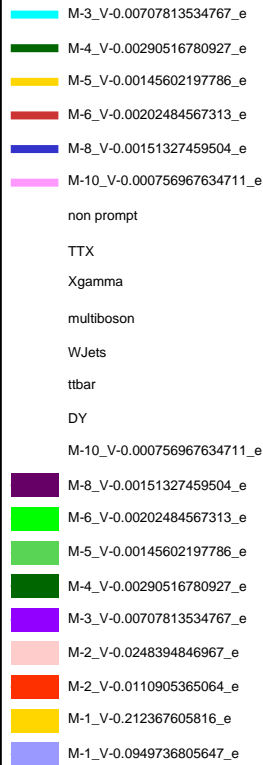 M-3_V-0.00707813534767_e
M-4_V-0.00290516780927_e
M-5_V-0.00145602197786_e
M-6_V-0.00202484567313_e
M-8_V-0.00151327459504_e
M-10_V-0.000756967634711_e
non prompt
TTX
Xgamma
multiboson
WJets
ttbar
DY
M-10_V-0.000756967634711_e
M-8_V-0.00151327459504_e
M-6_V-0.00202484567313_e
M-5_V-0.00145602197786_e
M-4_V-0.00290516780927_e
M-3_V-0.00707813534767_e
M-2_V-0.0248394846967_e
M-2_V-0.0110905365064_e
M-1_V-0.212367605816_e
M-1_V-0.0949736805647_e